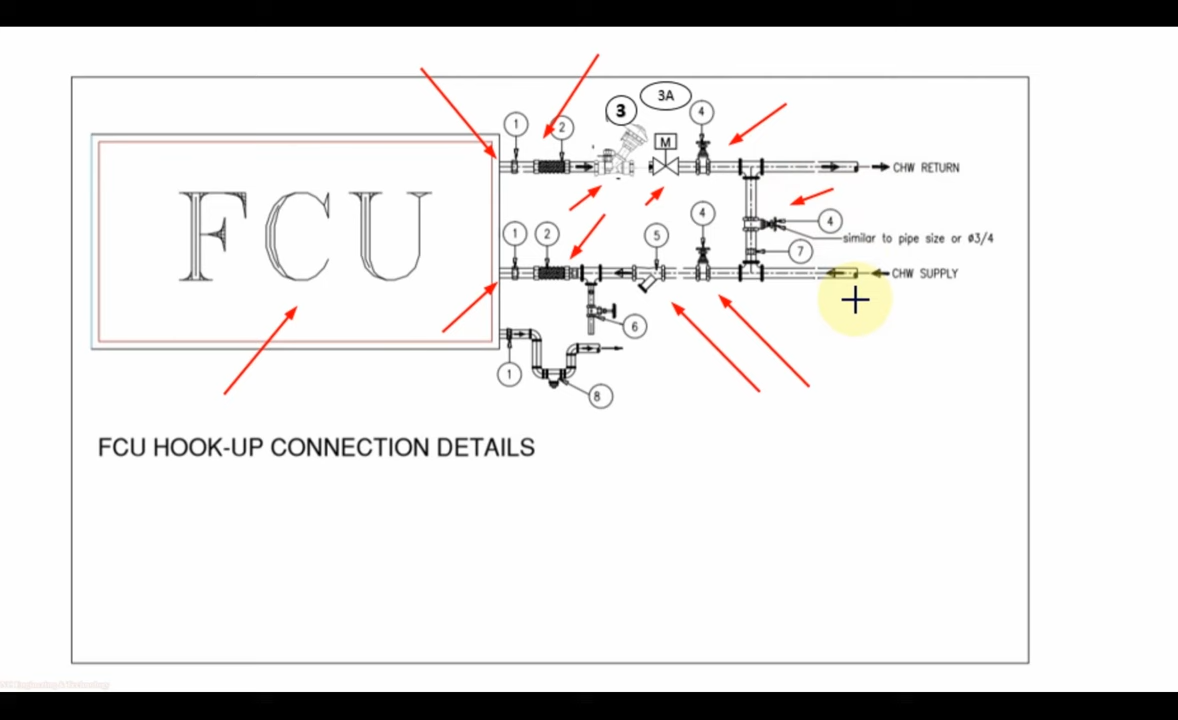 3A
3
4
1
2
M
CHW RETURN
FCU
4
4
similar to pipe size or ø3/4
1
2
5
7
CHW SUPPLY
6
1
8
FCU HOOK-UP CONNECTION DETAILS